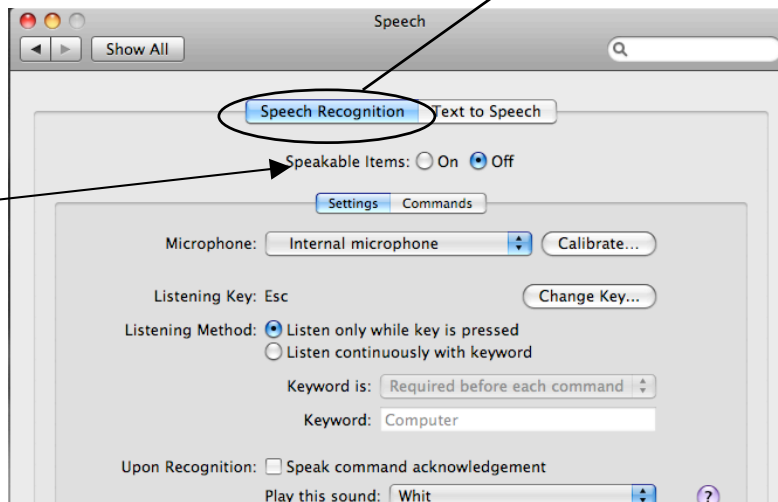 Speech
Show All
Speech Recognition Text to Speech
Speakable Items: On Off
Settings Commands
Microphone: Internal microphone Calibrate...
Listening Key: Esc Change Key...
Listening Method: Listen only while key is pressed
Listen continuously with keyword
Keyword is: Required before each command
Keyword: Computer
Upon Recognition: Speak command acknowledgement
Play this sound: Whit ?